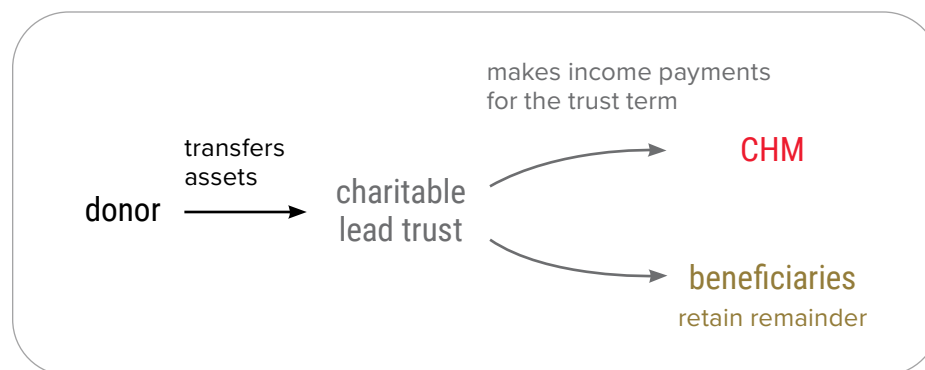 makes income payments
for the trust term
CHM
transfers
assets
donor
charitable
lead trust
beneficiaries
retain remainder